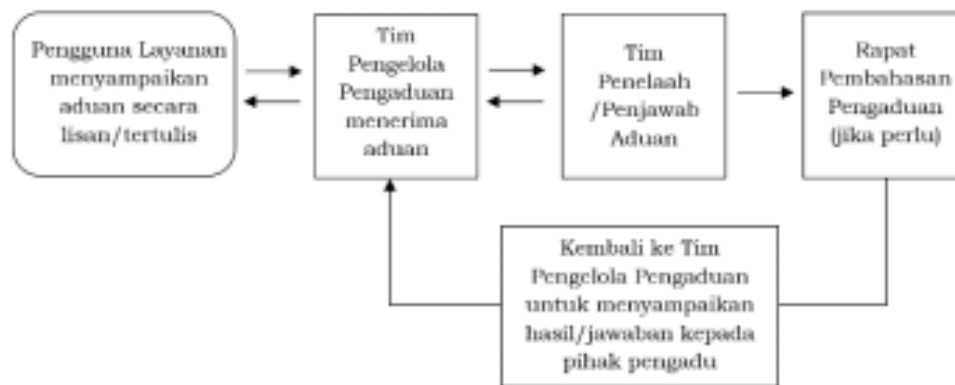 Pengguna Layanan
menyampaikan
aduan secara
lisan/tertulis
Tim
Pengelola
Pengaduan
menerima
aduan
Tim
Penelaah
/Penjawab
Aduan
Rapat
Pembahasan
Pengaduan
(jika perlu)
Kembali ke Tim
Pengelola Pengaduan
untuk menyampaikan
hasil/jawaban kepada
pihak pengadu